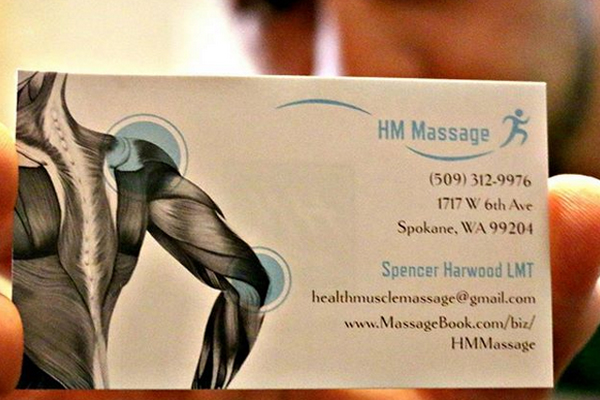 HM Massage
(509) 312-9976
1717 W 6th Ave
Spokane, WA 99204
Spencer Harwood LMT
healthmusclemassage@gmail.com
www.MassageBook.com/biz/
HMMassage